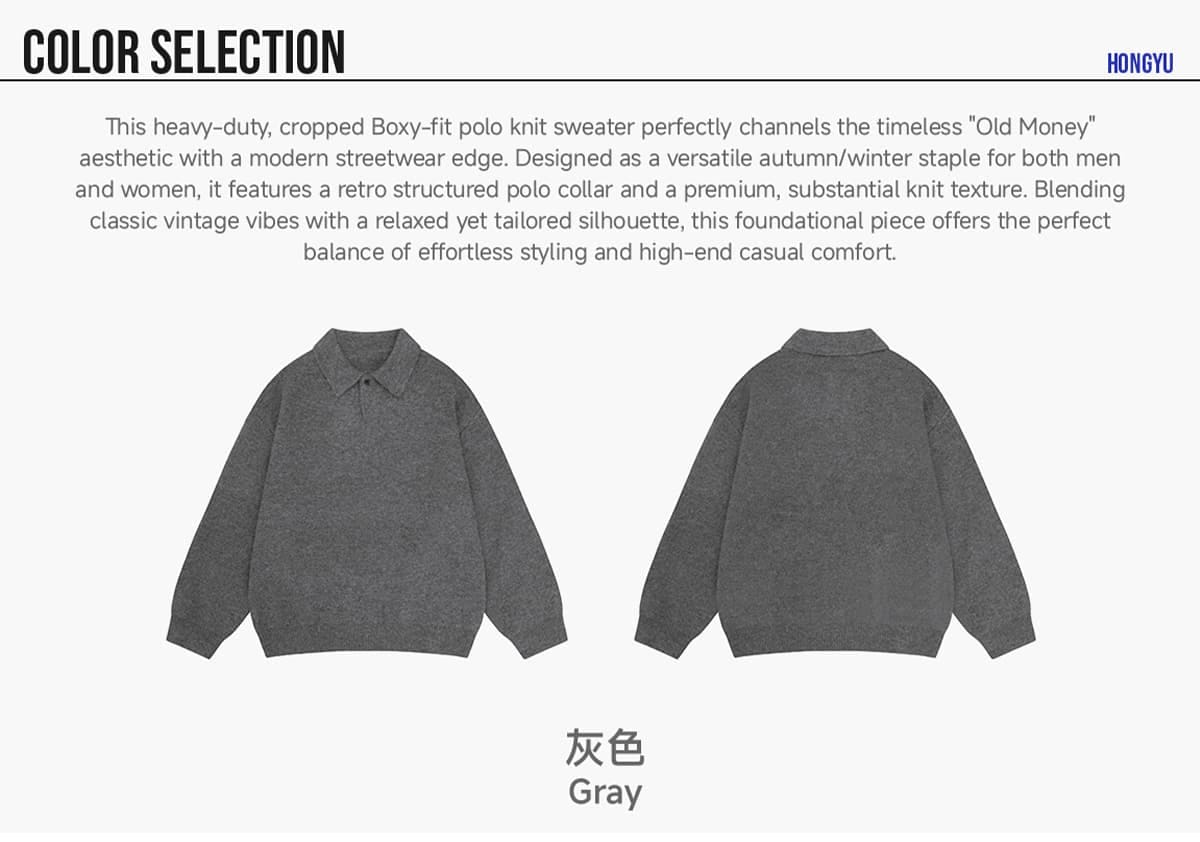 COLOR SELECTION
HONGYU
This heavy-duty, cropped Boxy-fit polo knit sweater perfectly channels the timeless "Old Money"
aesthetic with a modern streetwear edge. Designed as a versatile autumn/winter staple for both men
and women, it features a retro structured polo collar and a premium, substantial knit texture. Blending
classic vintage vibes with a relaxed yet tailored silhouette, this foundational piece offers the perfect
balance of effortless styling and high-end casual comfort.
灰色
Gray